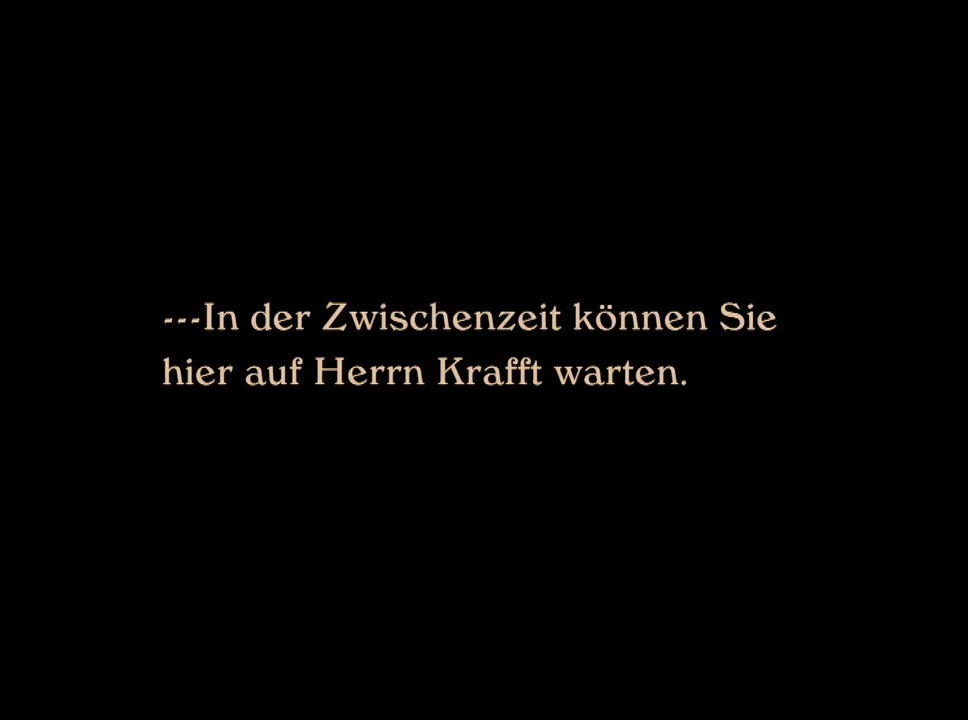 ---In der Zwischenzeit können Sie
hier auf Herrn Krafft warten.